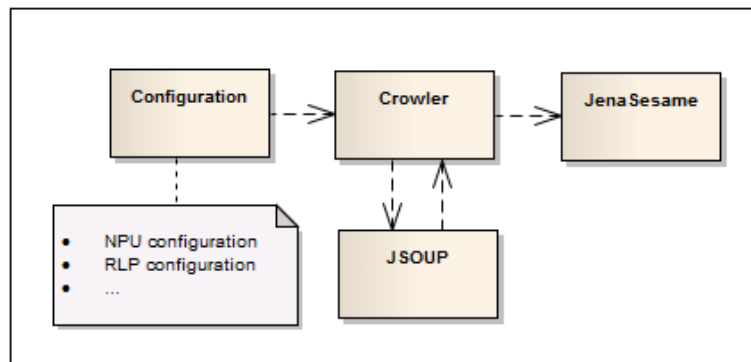 Configuration
Crowler
JenaSesame
• NPU configuration
• RLP configuration
• ...
JSOUP